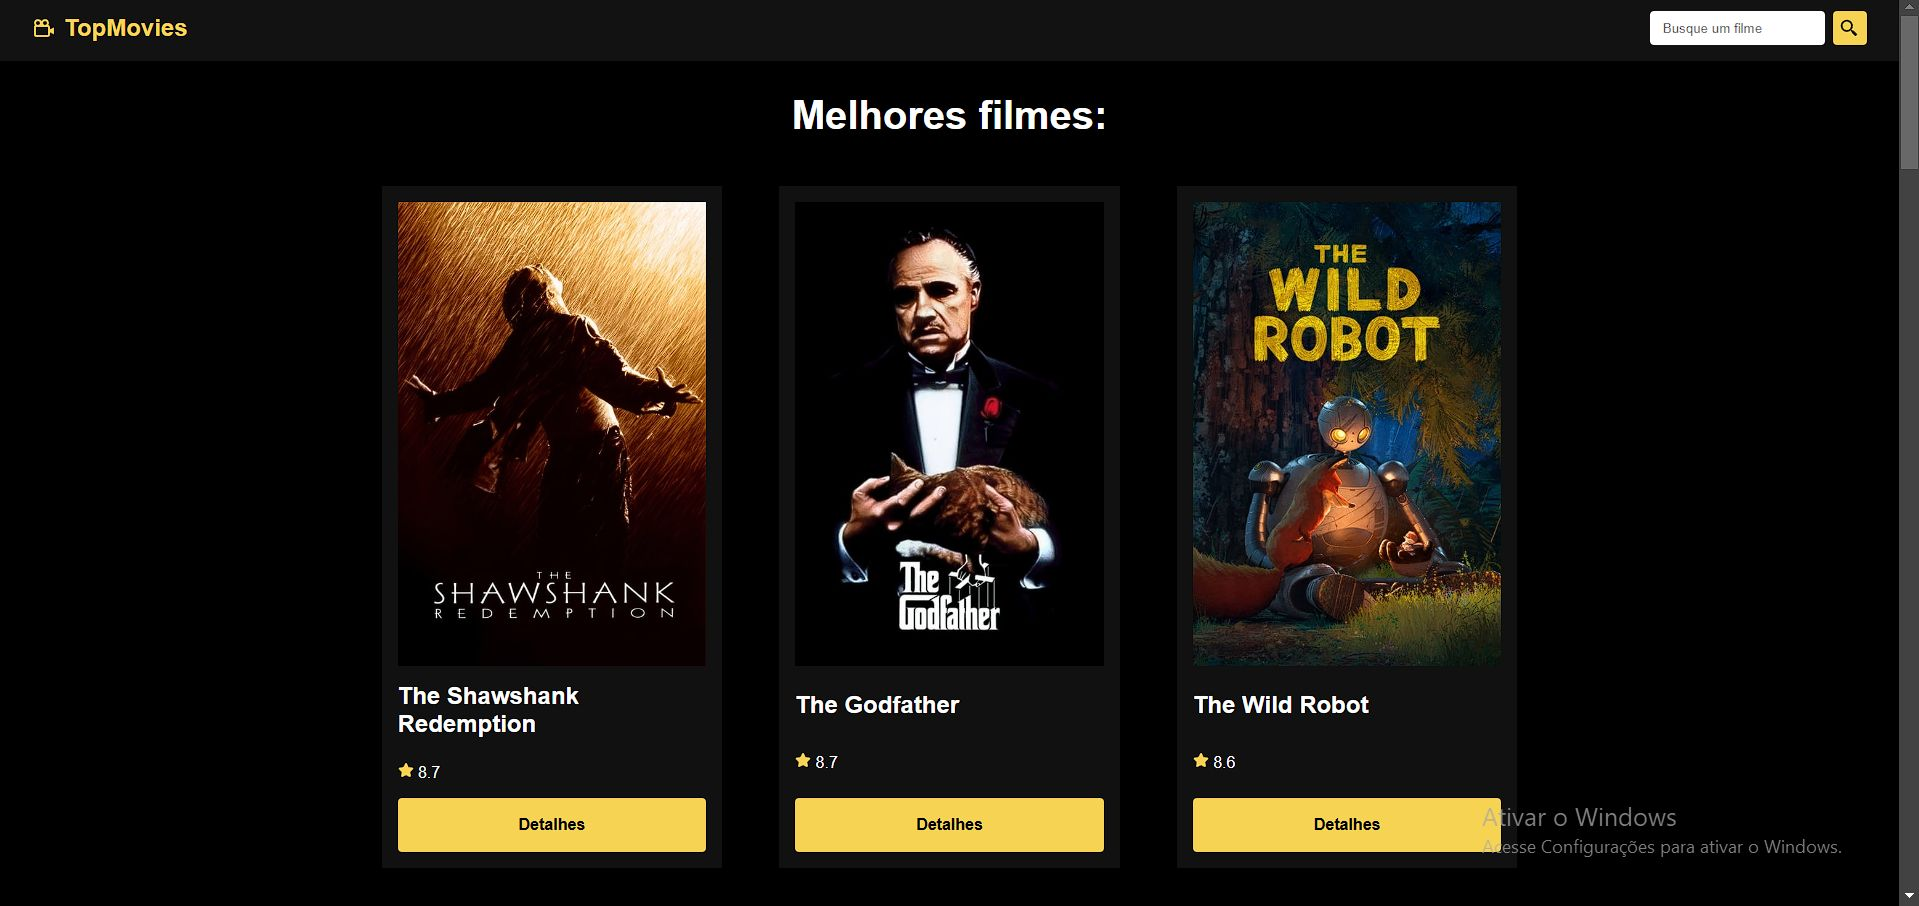 TopMovies
Busque um filme
Melhores filmes:
THE
SHAWSHANK
REDEMPTION
The
Godfather
THE
WILD
ROBOT
The Shawshank
Redemption
The Godfather
The Wild Robot
8.7
8.7
8.6
Detalhes
Detalhes
Detalhes
Ativar o Windows
Acesse Configurações para ativar o Windows.